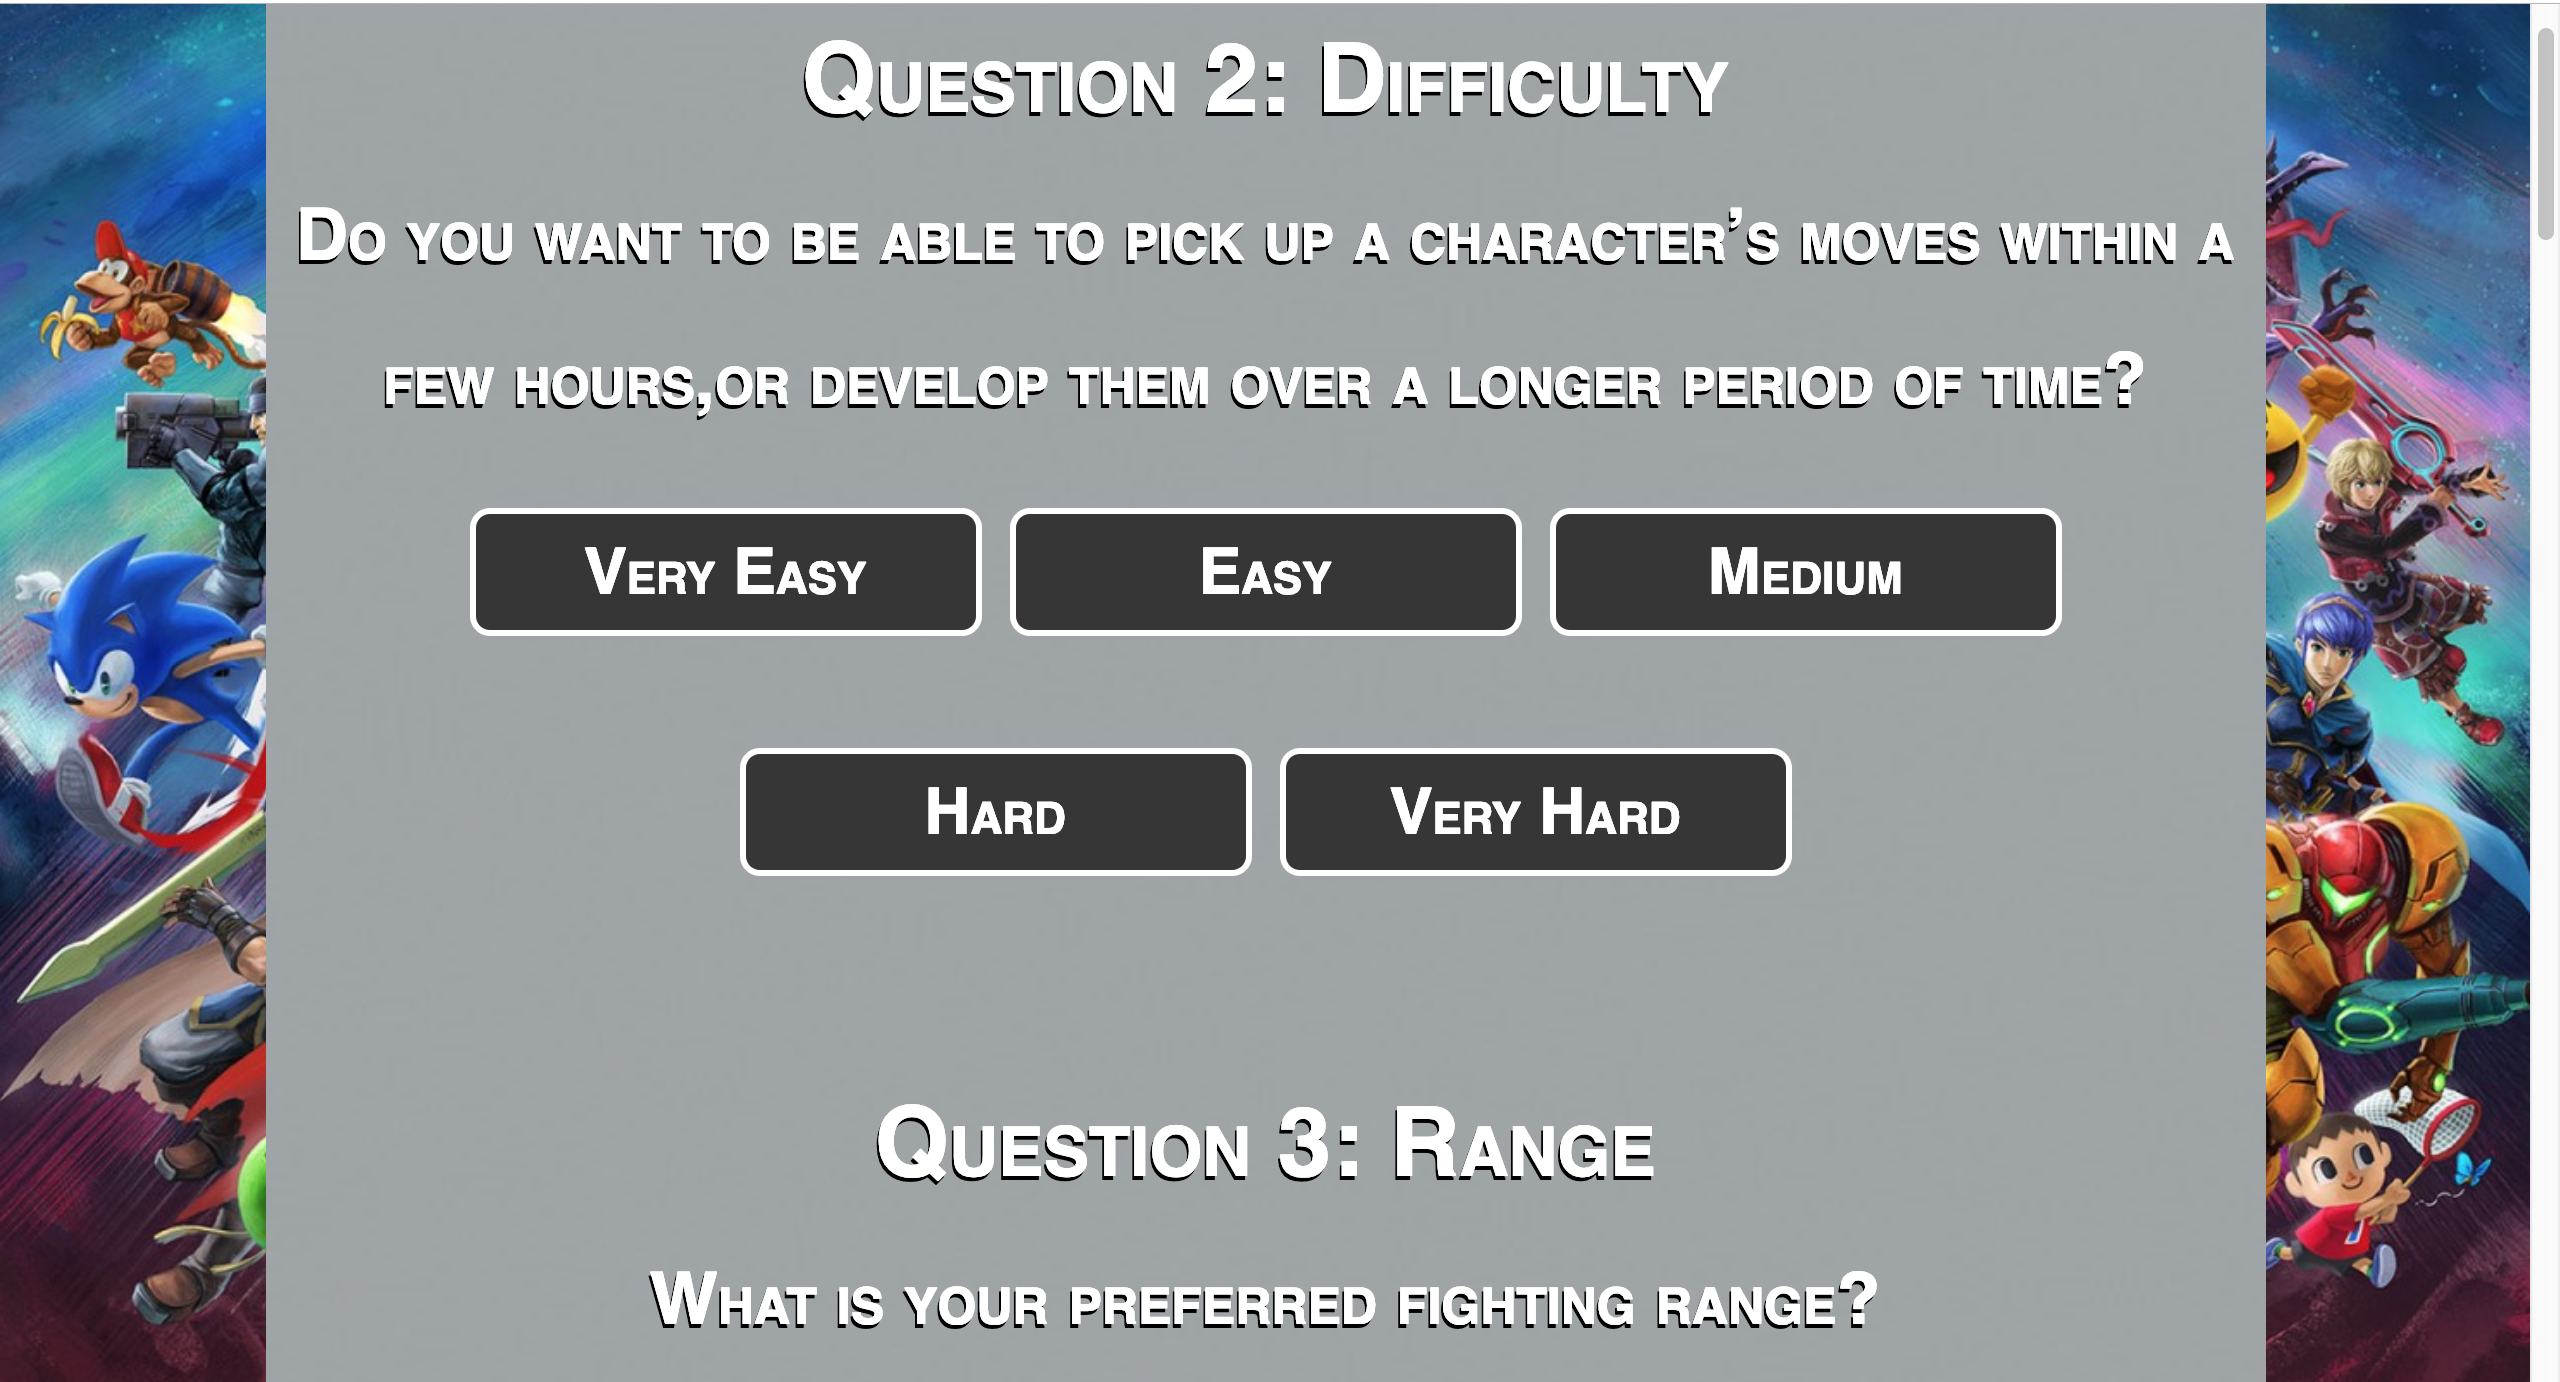 Question 2: Difficulty
Do you want to be able to pick up a character's moves within a
few hours,or develop them over a longer period of time?
Very Easy
Easy
Medium
Hard
Very Hard
Question 3: Range
What is your preferred fighting range?